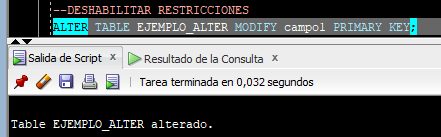 --DESHABILITAR RESTRICCIONES
ALTER TABLE EJEMPLO_ALTER MODIFY campo1 PRIMARY KEY;
Salida de Script × Resultado de la Consulta ×
Tarea terminada en 0,032 segundos
Table EJEMPLO_ALTER alterado.